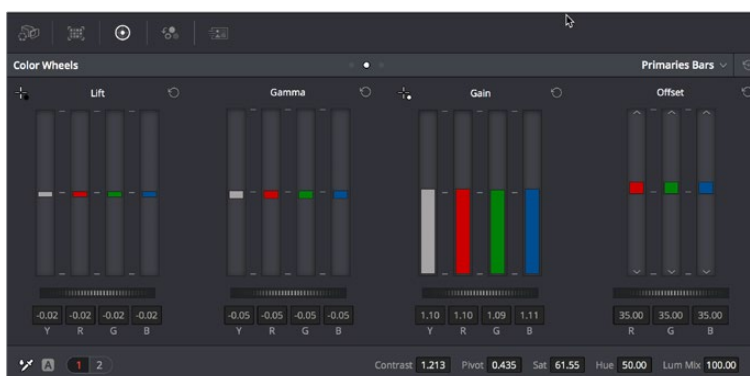 Color Wheels Primaries Bars
Lift Gamma Gain Offset
-0.02 -0.02 -0.02 -0.02 -0.05 -0.05 -0.05 -0.05 1.10 1.10 1.09 1.11 35.00 35.00 35.00
Y R G B Y R G B Y R G B R G B
A 1 2 Contrast 1.213 Pivot 0.435 Sat 61.55 Hue 50.00 Lum Mix 100.00